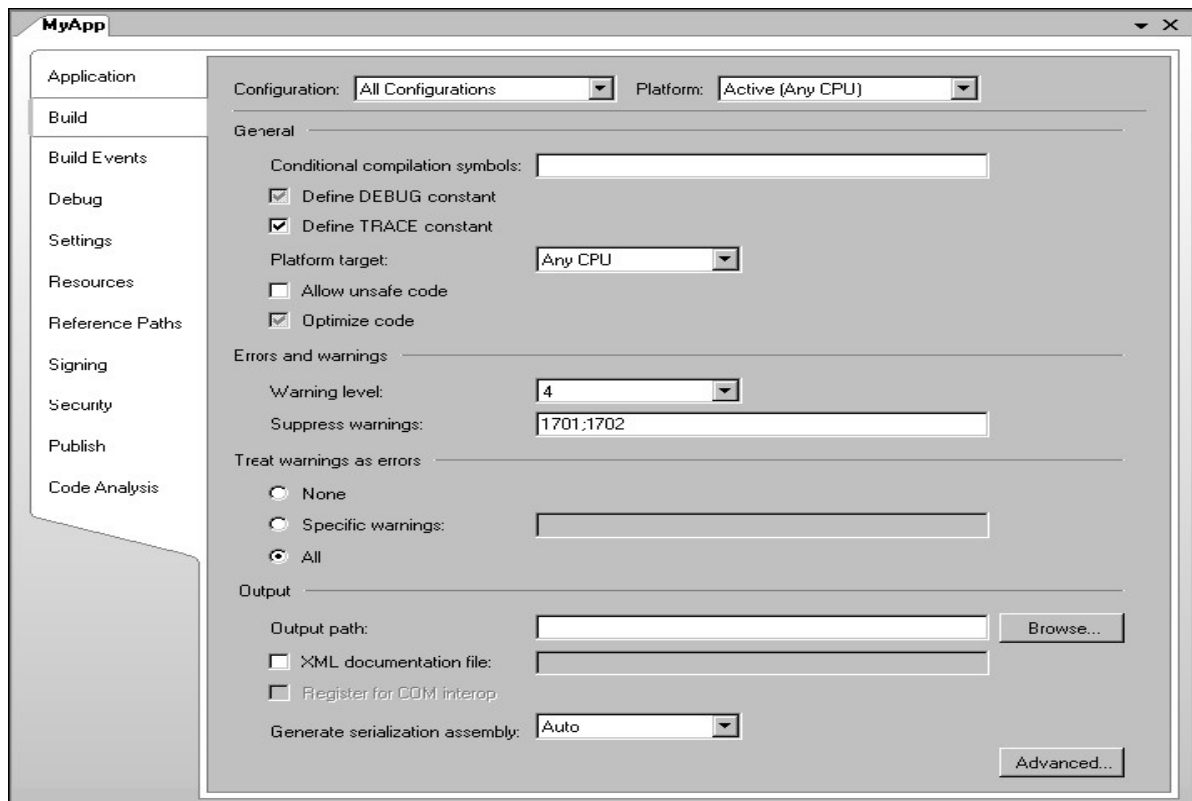 MyApp
Application
Build
Build Events
Debug
Settings
Resources
Reference Paths
Signing
Security
Publish
Code Analysis
Configuration: All Configurations Platform: Active (Any CPU)
General
Conditional compilation symbols:
Define DEBUG constant
Define TRACE constant
Platform target: Any CPU
Allow unsafe code
Optimize code
Errors and warnings
Warning level: 4
Suppress warnings: 1701;1702
Treat warnings as errors
None
Specific warnings:
All
Output
Output path: Browse...
XML documentation file:
Register for COM interop
Generate serialization assembly: Auto
Advanced...